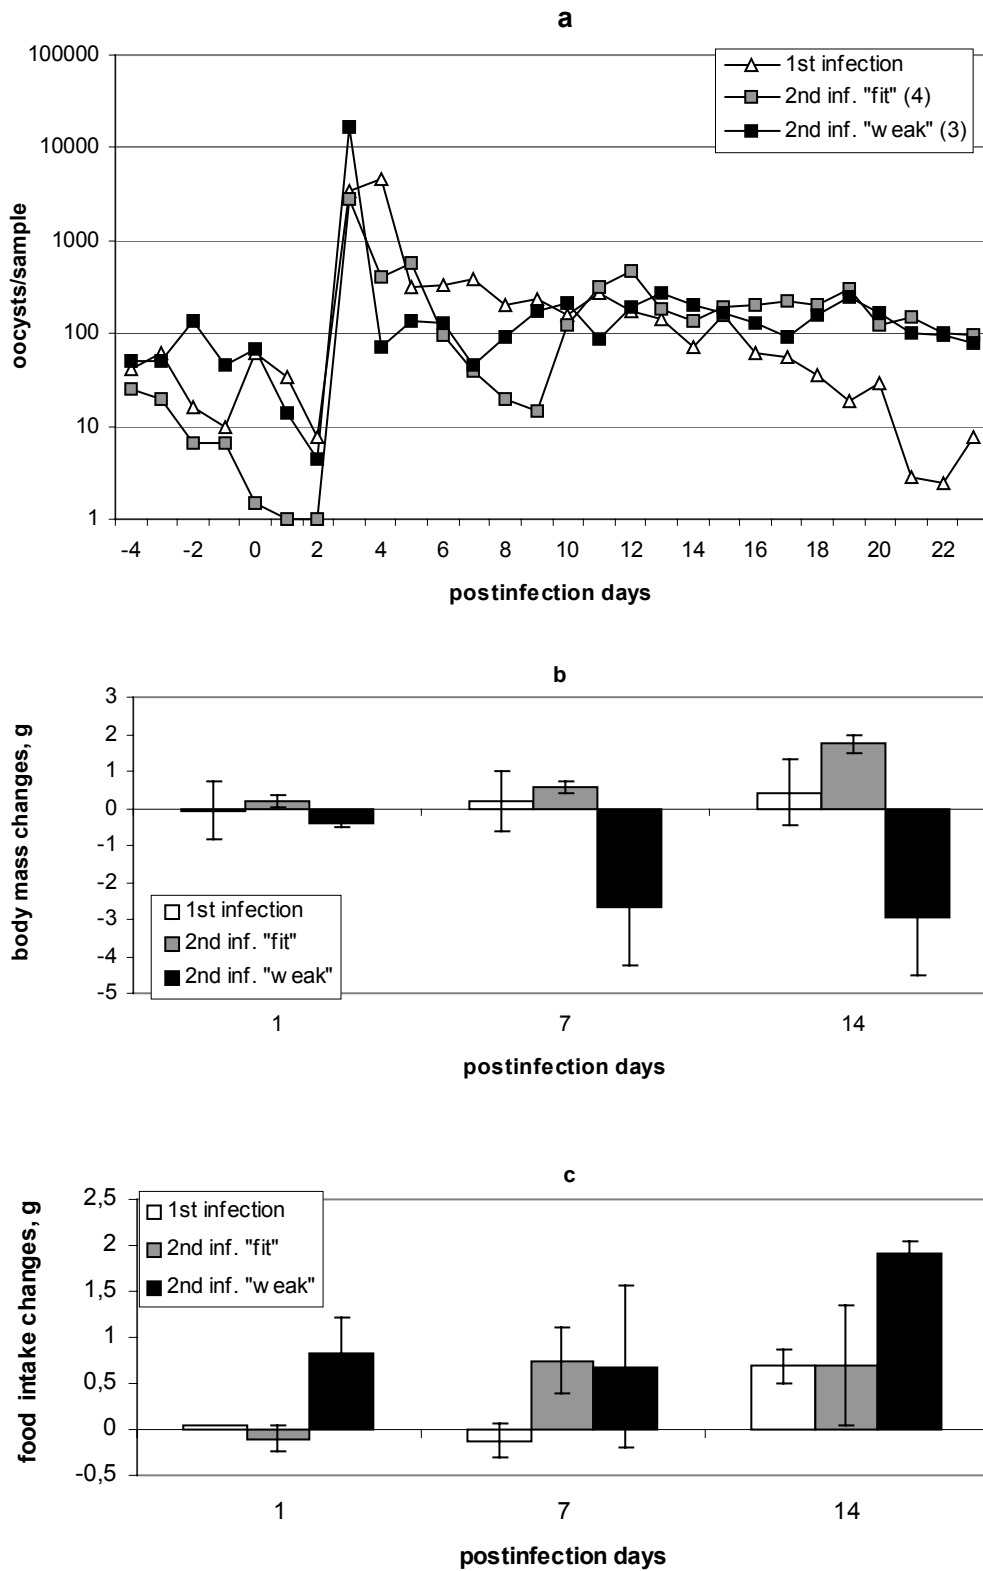 a
100000
10000
1000
100
10
1
oocysts/sample
1st infection
2nd inf. "fit" (4)
2nd inf. "weak" (3)
-4 -2 0 2 4 6 8 10 12 14 16 18 20 22
postinfection days
b
3
2
1
0
-1
-2
-3
-4
-5
body mass changes, g
1st infection
2nd inf. "fit"
2nd inf. "weak"
1 7 14
postinfection days
c
2,5
2
1,5
1
0,5
0
-0,5
food intake changes, g
1st infection
2nd inf. "fit"
2nd inf. "weak"
1 7 14
postinfection days